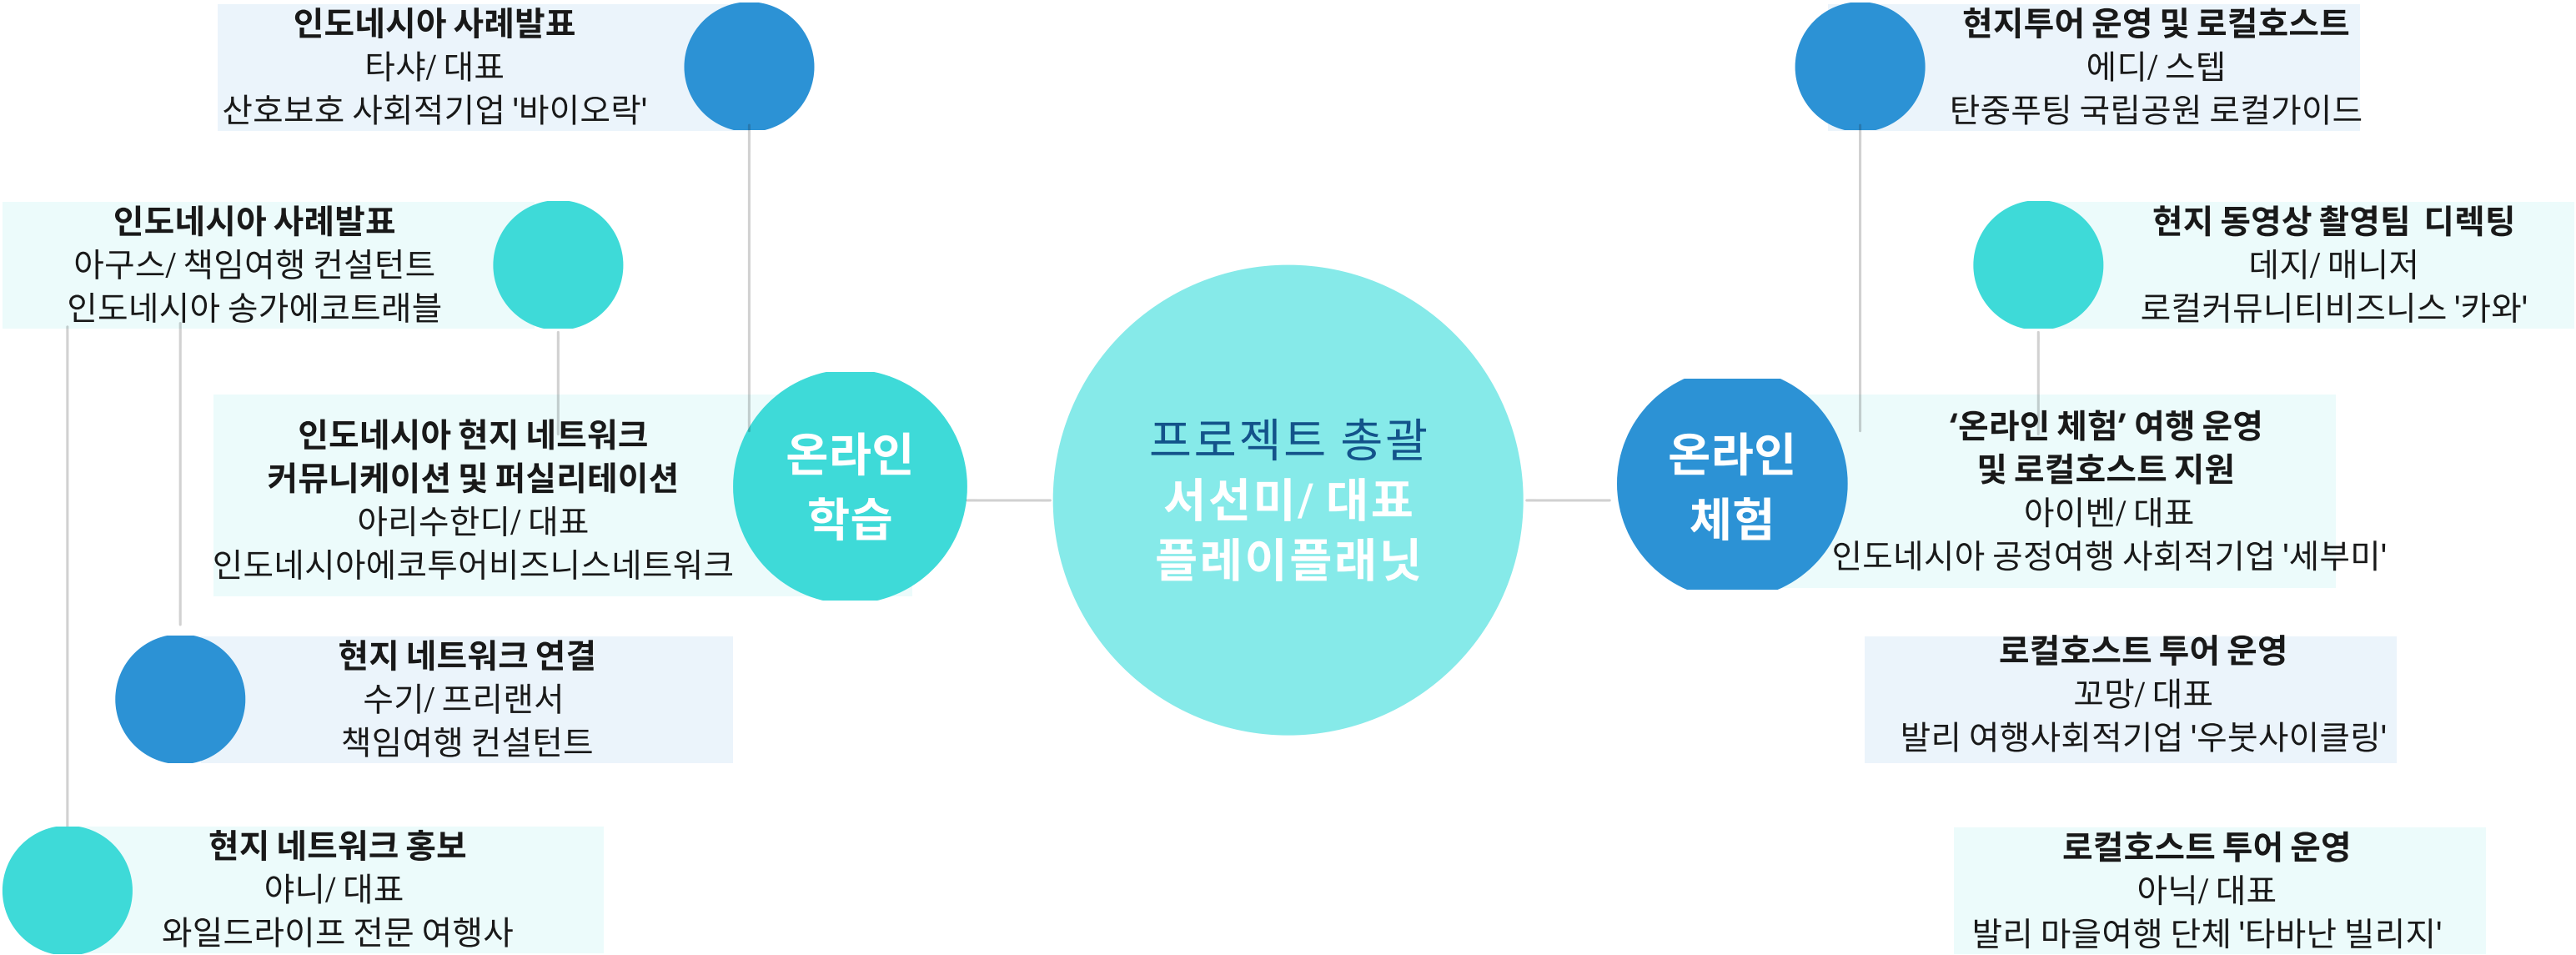 인도네시아 사례발표
타샤/ 대표
산호보호 사회적기업 '바이오락'
인도네시아 사례발표
아구스/ 책임여행 컨설턴트
인도네시아 송가에코트래블
인도네시아 현지 네트워크
커뮤니케이션 및 퍼실리테이션
아리수한디/ 대표
인도네시아에코투어비즈니스네트워크
온라인
학습
현지 네트워크 연결
수기/ 프리랜서
책임여행 컨설턴트
현지 네트워크 홍보
야니/ 대표
와일드라이프 전문 여행사
프로젝트 총괄
서선미/ 대표
플레이플래닛
현지투어 운영 및 로컬호스트
에디/ 스텝
탄중푸팅 국립공원 로컬가이드
현지 동영상 촬영팀 디렉팅
데지/ 매니저
로컬커뮤니티비즈니스 '카와'
온라인
체험
‘온라인 체험’ 여행 운영
및 로컬호스트 지원
아이벤/ 대표
인도네시아 공정여행 사회적기업 '세부미'
로컬호스트 투어 운영
꼬망/ 대표
발리 여행사회적기업 '우붓사이클링'
로컬호스트 투어 운영
아닉/ 대표
발리 마을여행 단체 '타바난 빌리지'